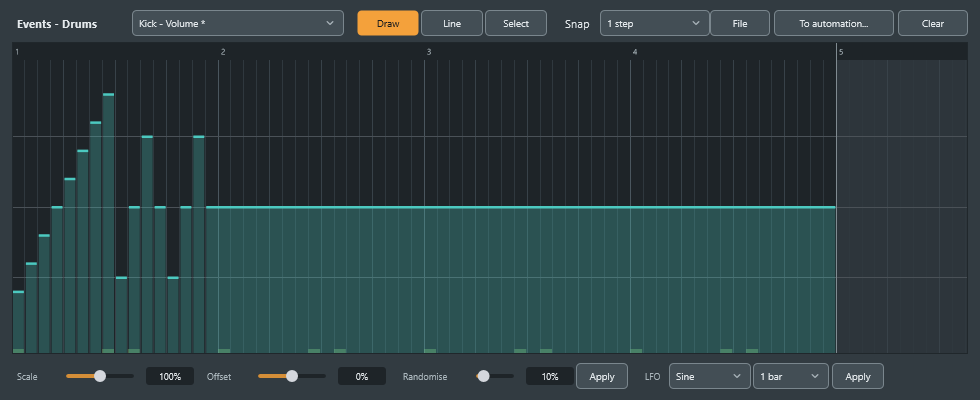 Events - Drums
Kick - Volume *
Draw
Line
Select
Snap
1 step
File
To automation...
Clear
1
2
3
4
5
Scale
100%
Offset
0%
Randomise
10%
Apply
LFO
Sine
1 bar
Apply